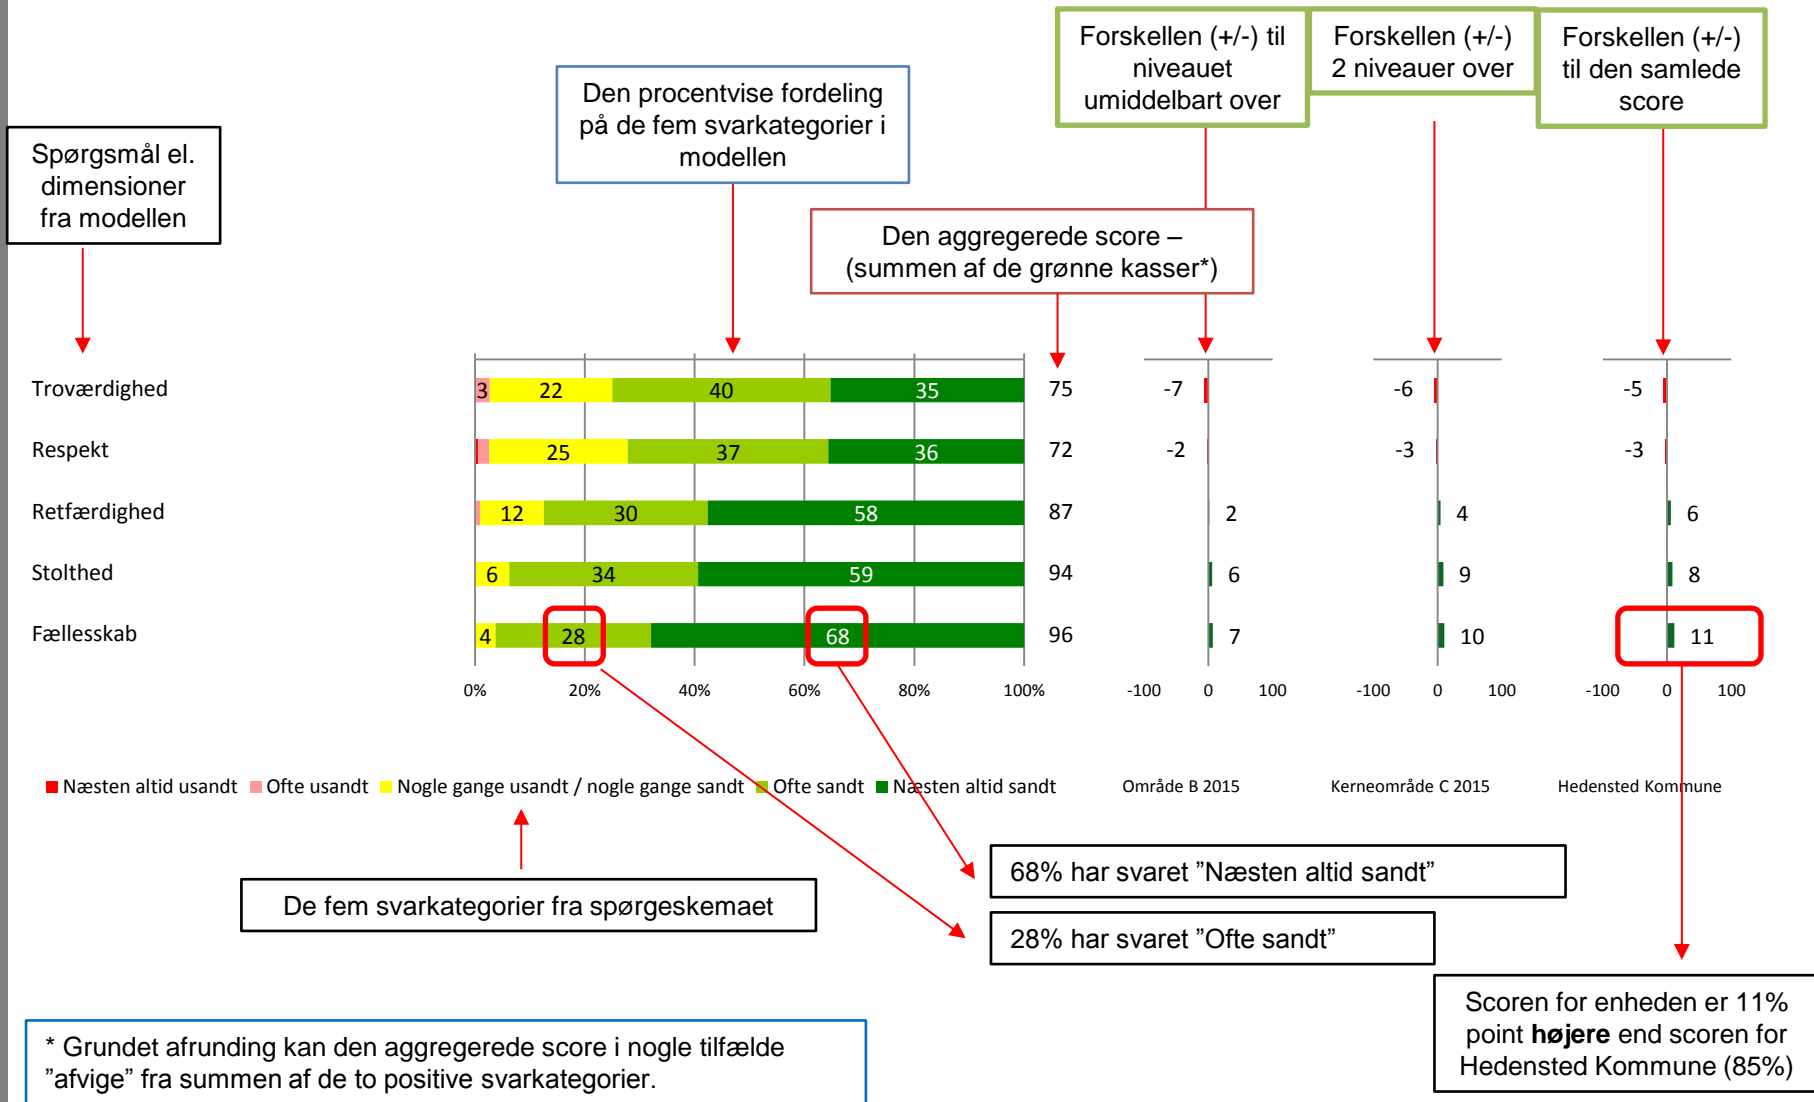 Forskellen (+/-) til
niveauet
umiddelbart over
Forskellen (+/-)
2 niveauer over
Forskellen (+/-)
til den samlede
score
Den procentvise fordeling
på de fem svarkategorier i
modellen
Spørgsmål el.
dimensioner
fra modellen
Den aggregerede score –
(summen af de grønne kasser*)
Troværdighed 3 22 40 35 75 -7 -6 -5
Respekt 25 37 36 72 -2 -3 -3
Retfærdighed 12 30 58 87 2 4 6
Stolthed 6 34 59 94 6 9 8
Fællesskab 4 28 68 96 7 10 11
0% 20% 40% 60% 80% 100% -100 0 100 -100 0 100 -100 0 100
Næsten altid usandt Ofte usandt Nogle gange usandt / nogle gange sandt Ofte sandt Næsten altid sandt Område B 2015 Kerneområde C 2015 Hedensted Kommune
68% har svaret ”Næsten altid sandt”
De fem svarkategorier fra spørgeskemaet
28% har svaret ”Ofte sandt”
Scoren for enheden er 11%
point højere end scoren for
Hedensted Kommune (85%)
* Grundet afrunding kan den aggregerede score i nogle tilfælde
”afvige” fra summen af de to positive svarkategorier.